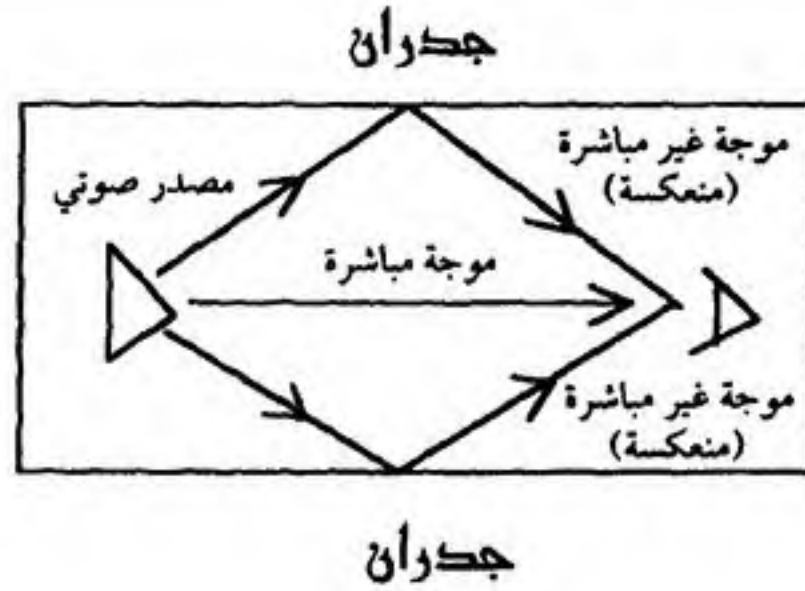 جدران
موجة غير مباشرة
(منعكسة)
مصدر صوتي
موجة مباشرة
موجة غير مباشرة
(منعكسة)
جدران